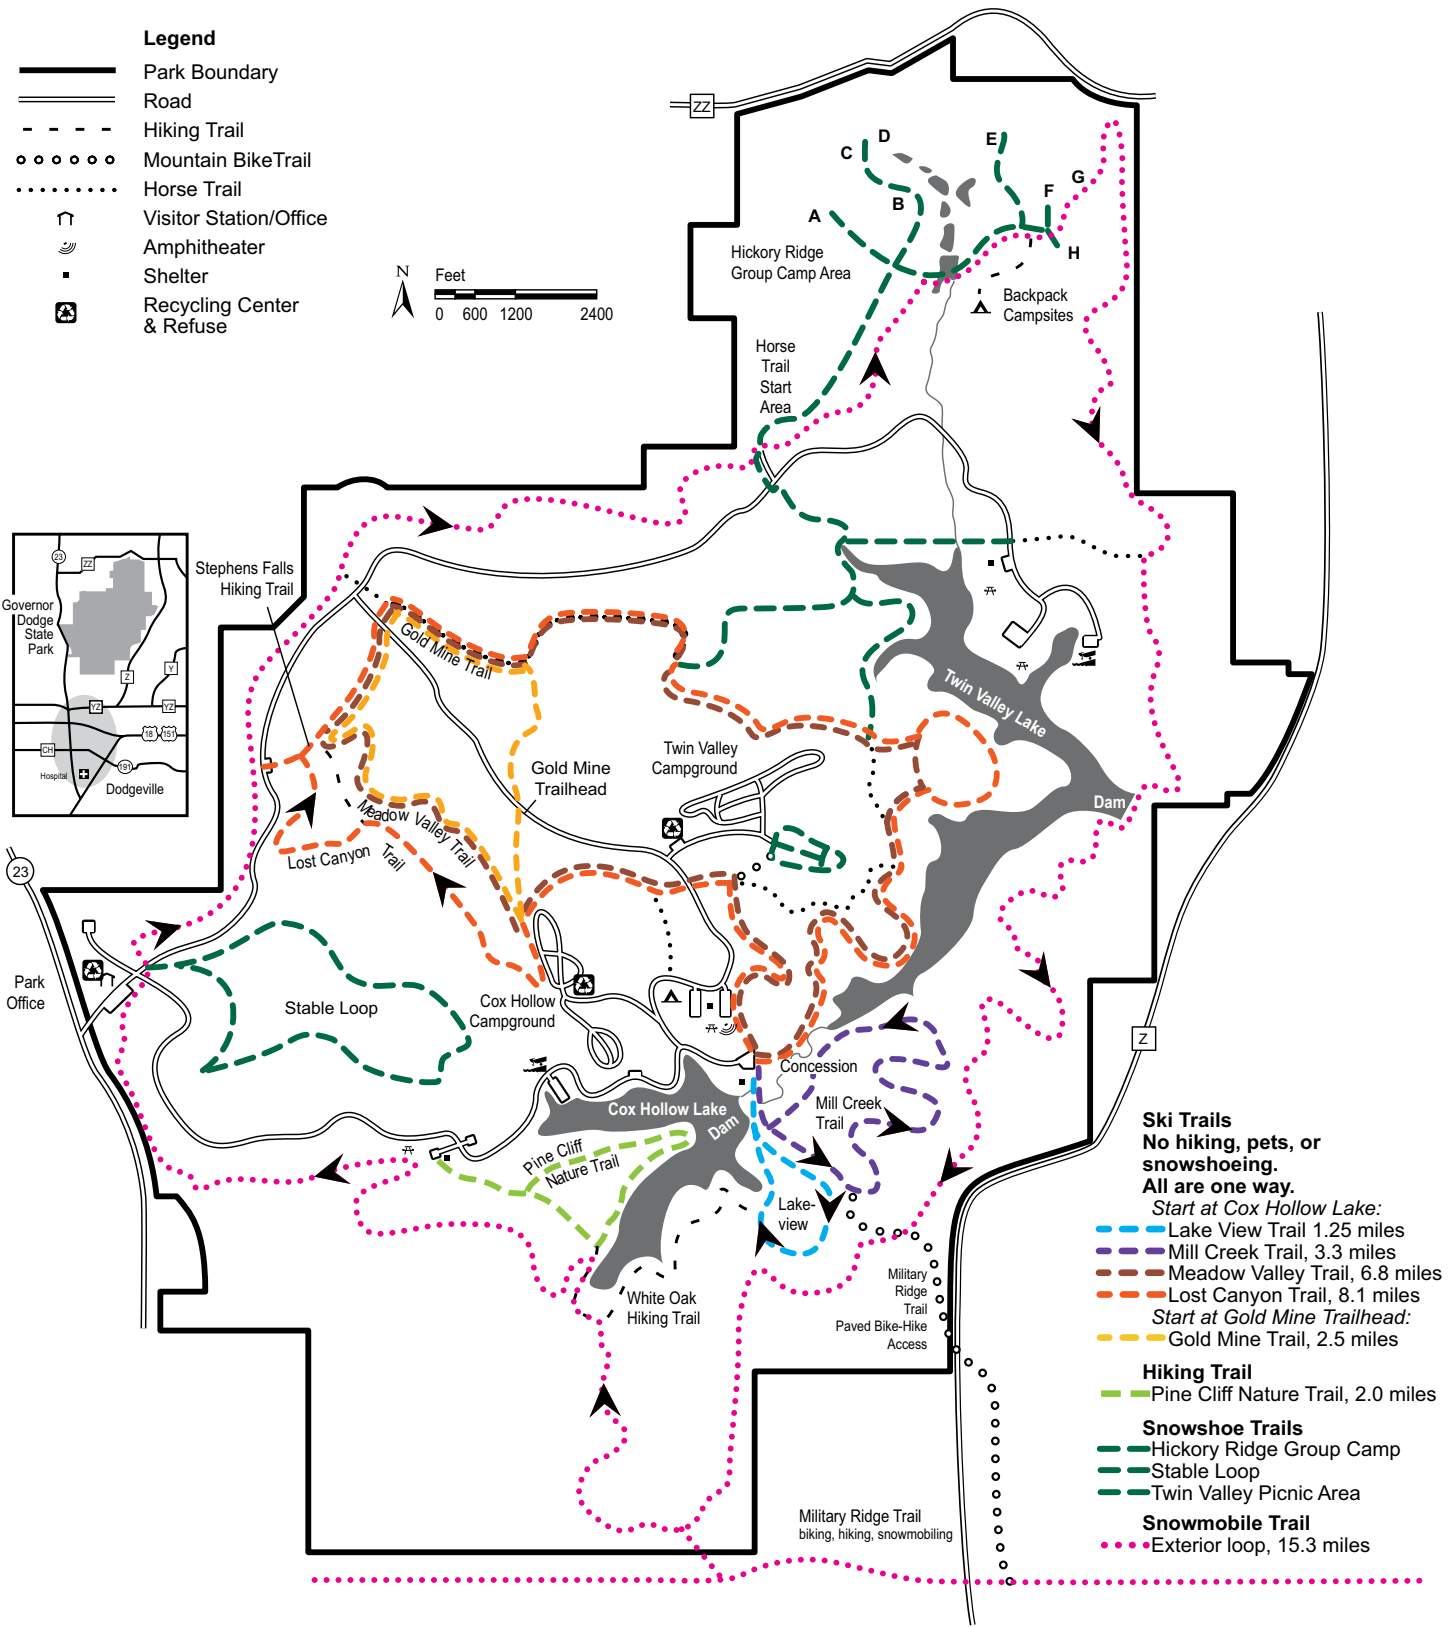 Legend
Park Boundary
Road
Hiking Trail
Mountain BikeTrail
Horse Trail
Visitor Station/Office
Amphitheater
Shelter
Recycling Center
& Refuse
N
Feet
0 600 1200 2400
ZZ
D
C
E
B
A
F
G
H
Hickory Ridge
Group Camp Area
Backpack
Campsites
Horse
Trail
Start
Area
23
ZZ
Governor
Dodge
State
Park
Y
Z
YZ
YZ
18 151
CH
191
Hospital
Dodgeville
Stephens Falls
Hiking Trail
Gold Mine Trail
Twin Valley Lake
Twin Valley
Campground
Gold Mine
Trailhead
Dam
Meadow Valley Trail
Lost Canyon
Trail
23
Park
Office
Stable Loop
Cox Hollow
Campground
Z
Concession
Cox Hollow Lake
Dam
Mill Creek
Trail
Pine Cliff
Nature Trail
Lake-
view
White Oak
Hiking Trail
Military
Ridge
Trail
Paved Bike-Hike
Access
Military Ridge Trail
biking, hiking, snowmobiling
Ski Trails
No hiking, pets, or
snowshoeing.
All are one way.
Start at Cox Hollow Lake:
Lake View Trail 1.25 miles
Mill Creek Trail, 3.3 miles
Meadow Valley Trail, 6.8 miles
Lost Canyon Trail, 8.1 miles
Start at Gold Mine Trailhead:
Gold Mine Trail, 2.5 miles
Hiking Trail
Pine Cliff Nature Trail, 2.0 miles
Snowshoe Trails
Hickory Ridge Group Camp
Stable Loop
Twin Valley Picnic Area
Snowmobile Trail
Exterior loop, 15.3 miles